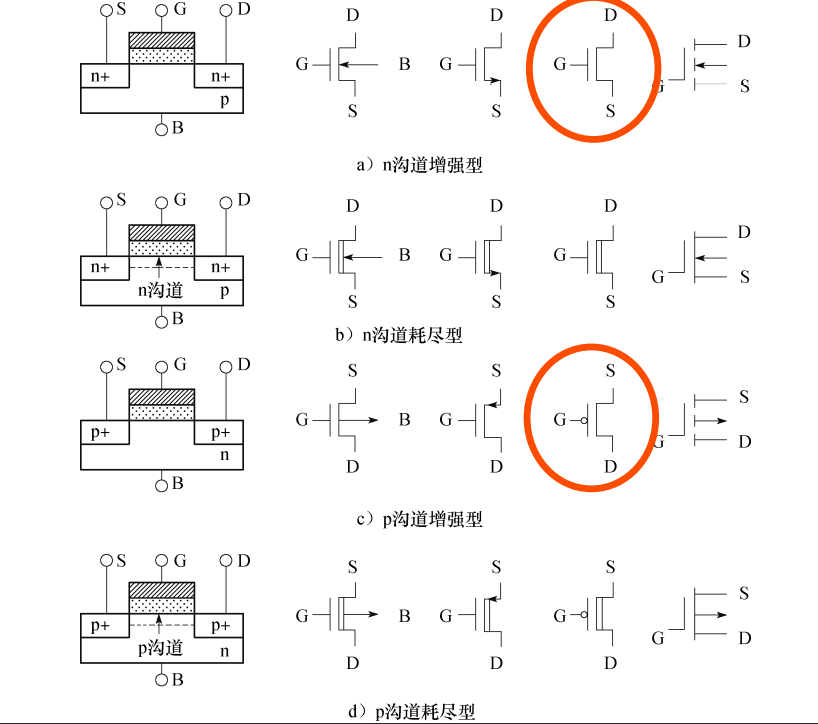 S G D D D D
G B G G D
n+ n+ G S
p S S S
B
a）n沟道增强型
S G D D D D
G B G G D
n+ n+ G S
n沟道 p S S S
B
b）n沟道耗尽型
S G D S S S
G B G G S
p+ p+ G D
n D D D
B
c）p沟道增强型
S G D S S S
G B G G S
p+ p+ G D
p沟道 n D D D
B
d）p沟道耗尽型